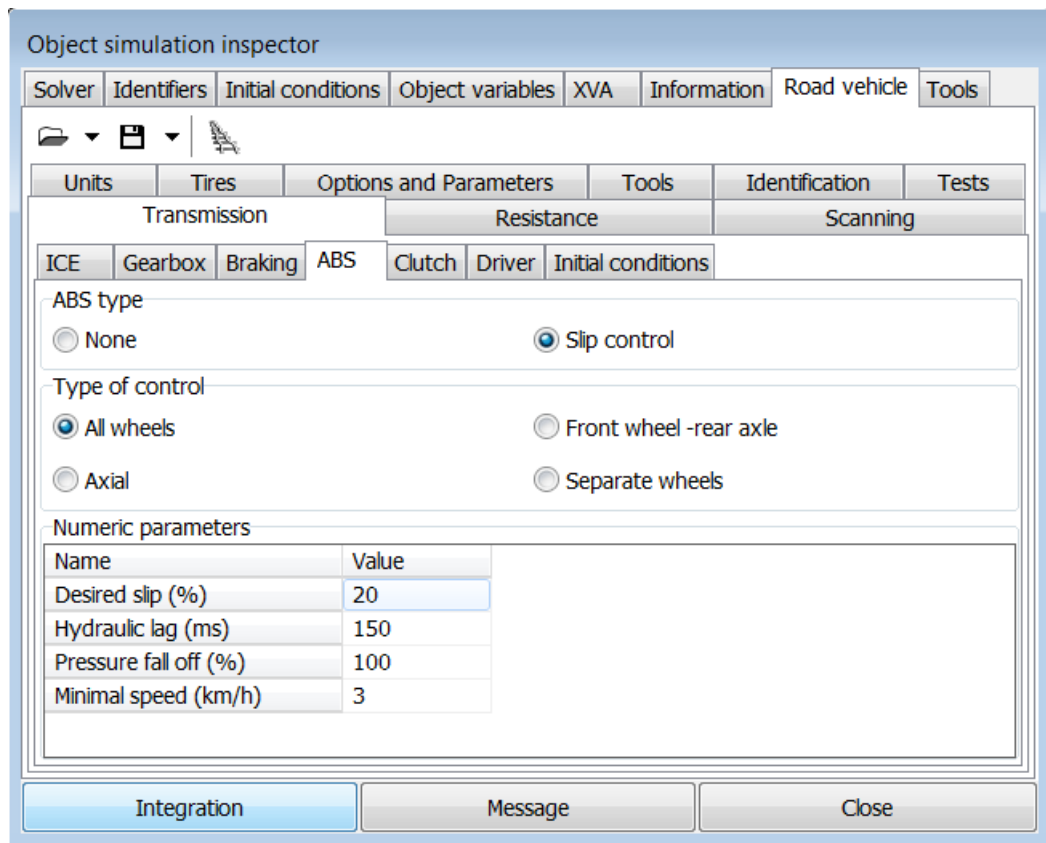 Object simulation inspector
Solver Identifiers Initial conditions Object variables XVA Information Road vehicle Tools
Units Tires Options and Parameters Tools Identification Tests
Transmission Resistance Scanning
ICE Gearbox Braking ABS Clutch Driver Initial conditions
ABS type
None Slip control
Type of control
All wheels Front wheel -rear axle
Axial Separate wheels
Numeric parameters
Name Value
Desired slip (%) 20
Hydraulic lag (ms) 150
Pressure fall off (%) 100
Minimal speed (km/h) 3
Integration Message Close